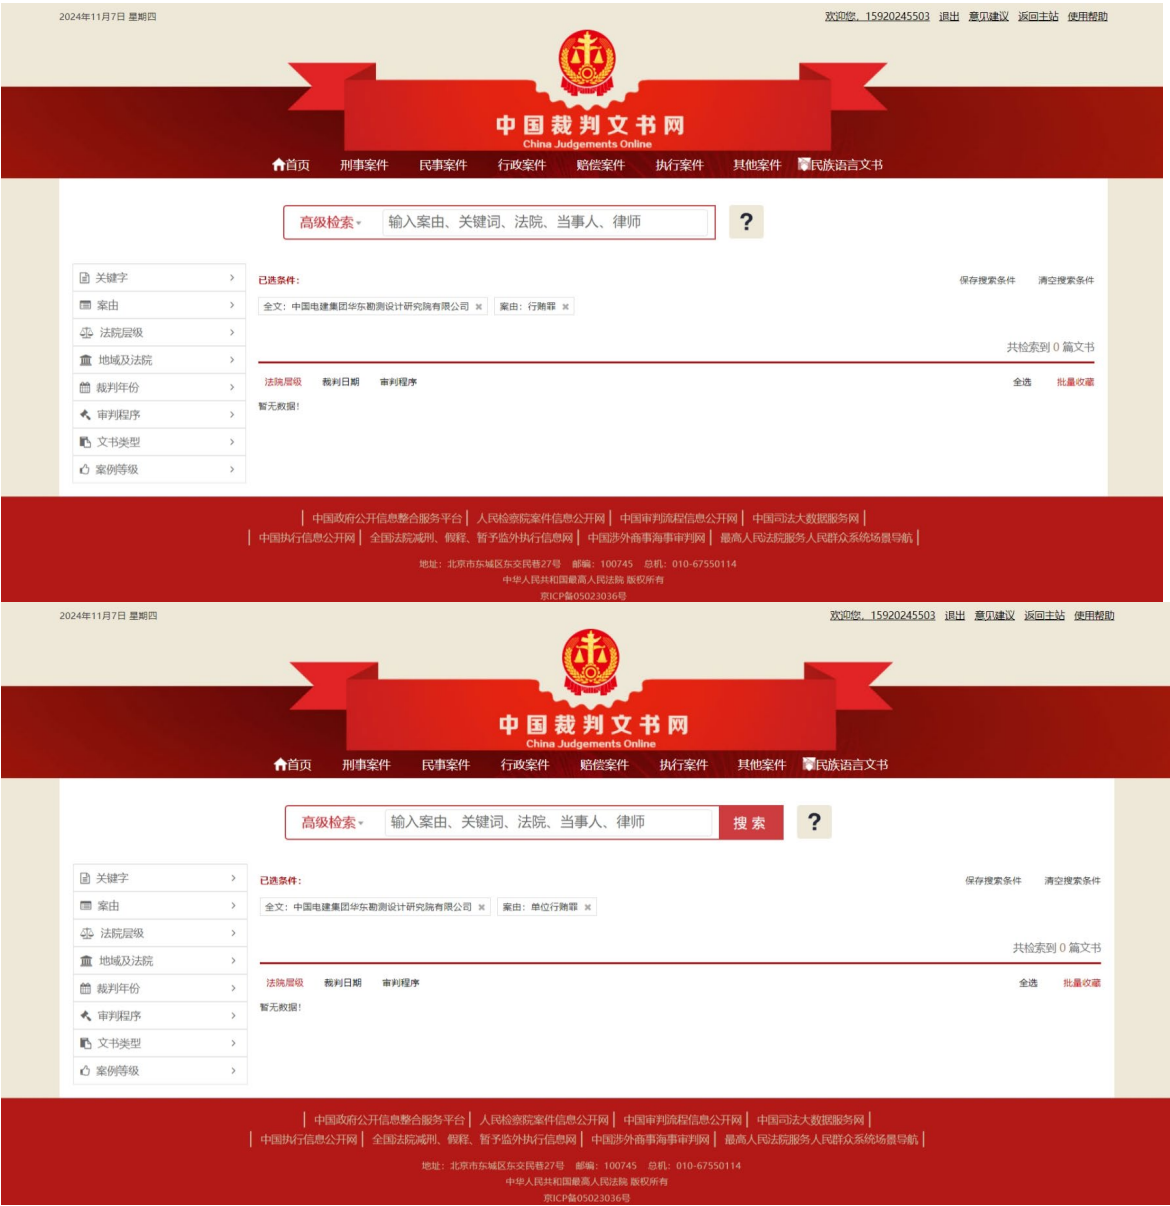 2024年11月7日 星期四
欢迎您，15920245503 退出 意见建议 返回主站 使用帮助
中国裁判文书网
China Judgements Online
首页 刑事案件 民事案件 行政案件 赔偿案件 执行案件 其他案件 民族语言文书
高级检索 输入案由、关键词、法院、当事人、律师 ?
关键字
案由
法院层级
地域及法院
裁判年份
审判程序
文书类型
案例等级
已选条件：
保存搜索条件 清空搜索条件
全文：中国电建集团华东勘测设计研究院有限公司 × 案由：行贿罪 ×
共检索到 0 篇文书
法院层级 裁判日期 审判程序
全选 批量收藏
暂无数据!
中国政府公开信息整合服务平台 | 人民检察院案件信息公开网 | 中国审判流程信息公开网 | 中国司法大数据服务网 |
中国执行信息公开网 | 全国法院减刑、假释、暂予监外执行信息网 | 中国涉外商事海事审判网 | 最高人民法院服务人民群众系统场景导航 |
地址：北京市东城区东交民巷27号 邮编：100745 总机：010-67550114
中华人民共和国最高人民法院 版权所有
京ICP备05023036号
2024年11月7日 星期四
欢迎您，15920245503 退出 意见建议 返回主站 使用帮助
中国裁判文书网
China Judgements Online
首页 刑事案件 民事案件 行政案件 赔偿案件 执行案件 其他案件 民族语言文书
高级检索 输入案由、关键词、法院、当事人、律师 搜索 ?
关键字
案由
法院层级
地域及法院
裁判年份
审判程序
文书类型
案例等级
已选条件：
保存搜索条件 清空搜索条件
全文：中国电建集团华东勘测设计研究院有限公司 × 案由：单位行贿罪 ×
共检索到 0 篇文书
法院层级 裁判日期 审判程序
全选 批量收藏
暂无数据!
中国政府公开信息整合服务平台 | 人民检察院案件信息公开网 | 中国审判流程信息公开网 | 中国司法大数据服务网 |
中国执行信息公开网 | 全国法院减刑、假释、暂予监外执行信息网 | 中国涉外商事海事审判网 | 最高人民法院服务人民群众系统场景导航 |
地址：北京市东城区东交民巷27号 邮编：100745 总机：010-67550114
中华人民共和国最高人民法院 版权所有
京ICP备05023036号